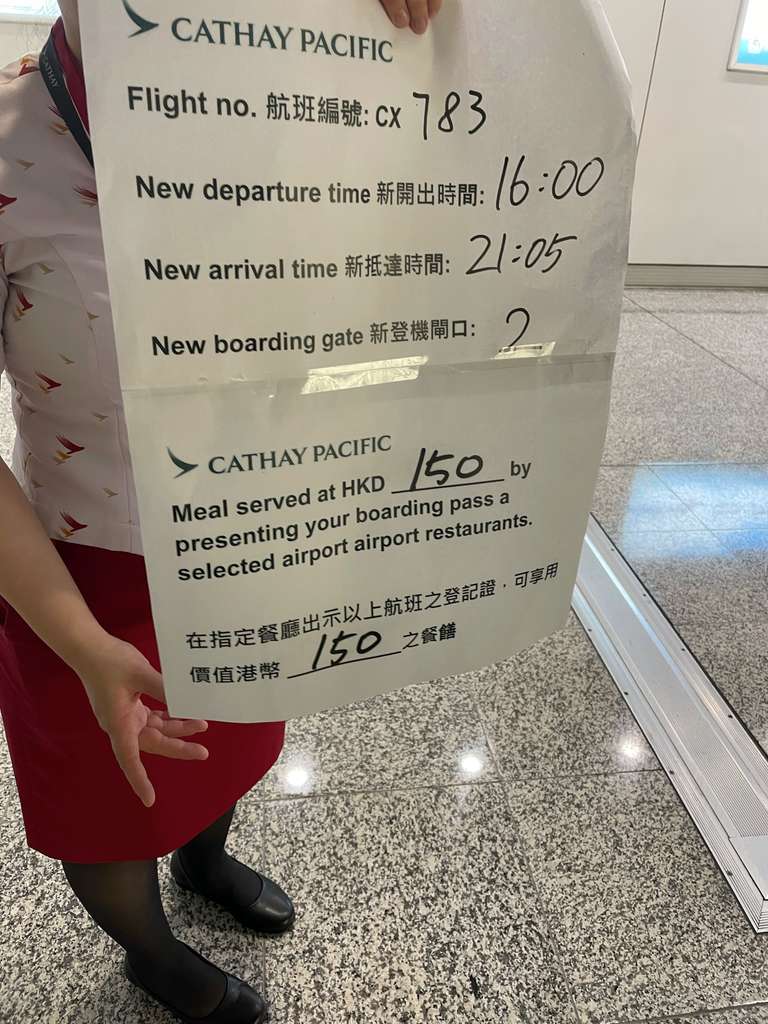 CATHAY PACIFIC
Flight no. 航班編號: CX 783
New departure time 新開出時間: 16:00
New arrival time 新抵達時間: 21:05
New boarding gate 新登機閘口: 2
CATHAY PACIFIC
Meal served at HKD 150 by
presenting your boarding pass a
selected airport airport restaurants.
在指定餐廳出示以上航班之登記證，可享用
價值港幣 150 之餐饍